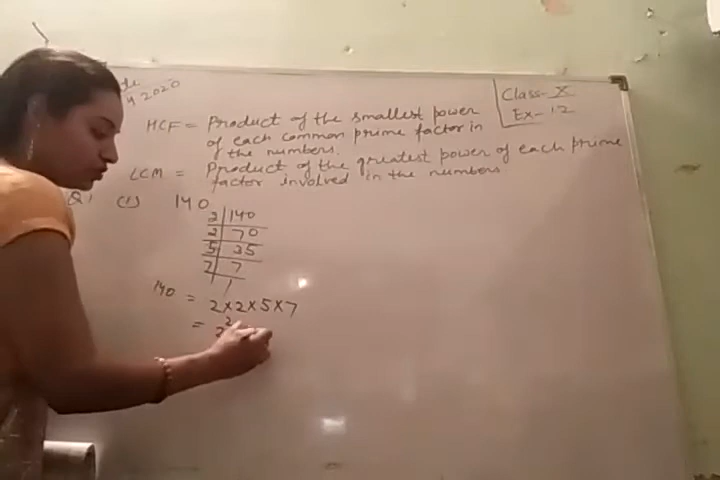 2020
Class- X
Ex- 1.2
HCF = Product of the smallest power
of each common prime factor in
the numbers.
LCM = Product of the greatest power of each prime
factor involved in the numbers
Q1 (i) 140
2 | 140
2 | 70
5 | 35
7 | 7
1
140 = 2×2×5×7
= 2²